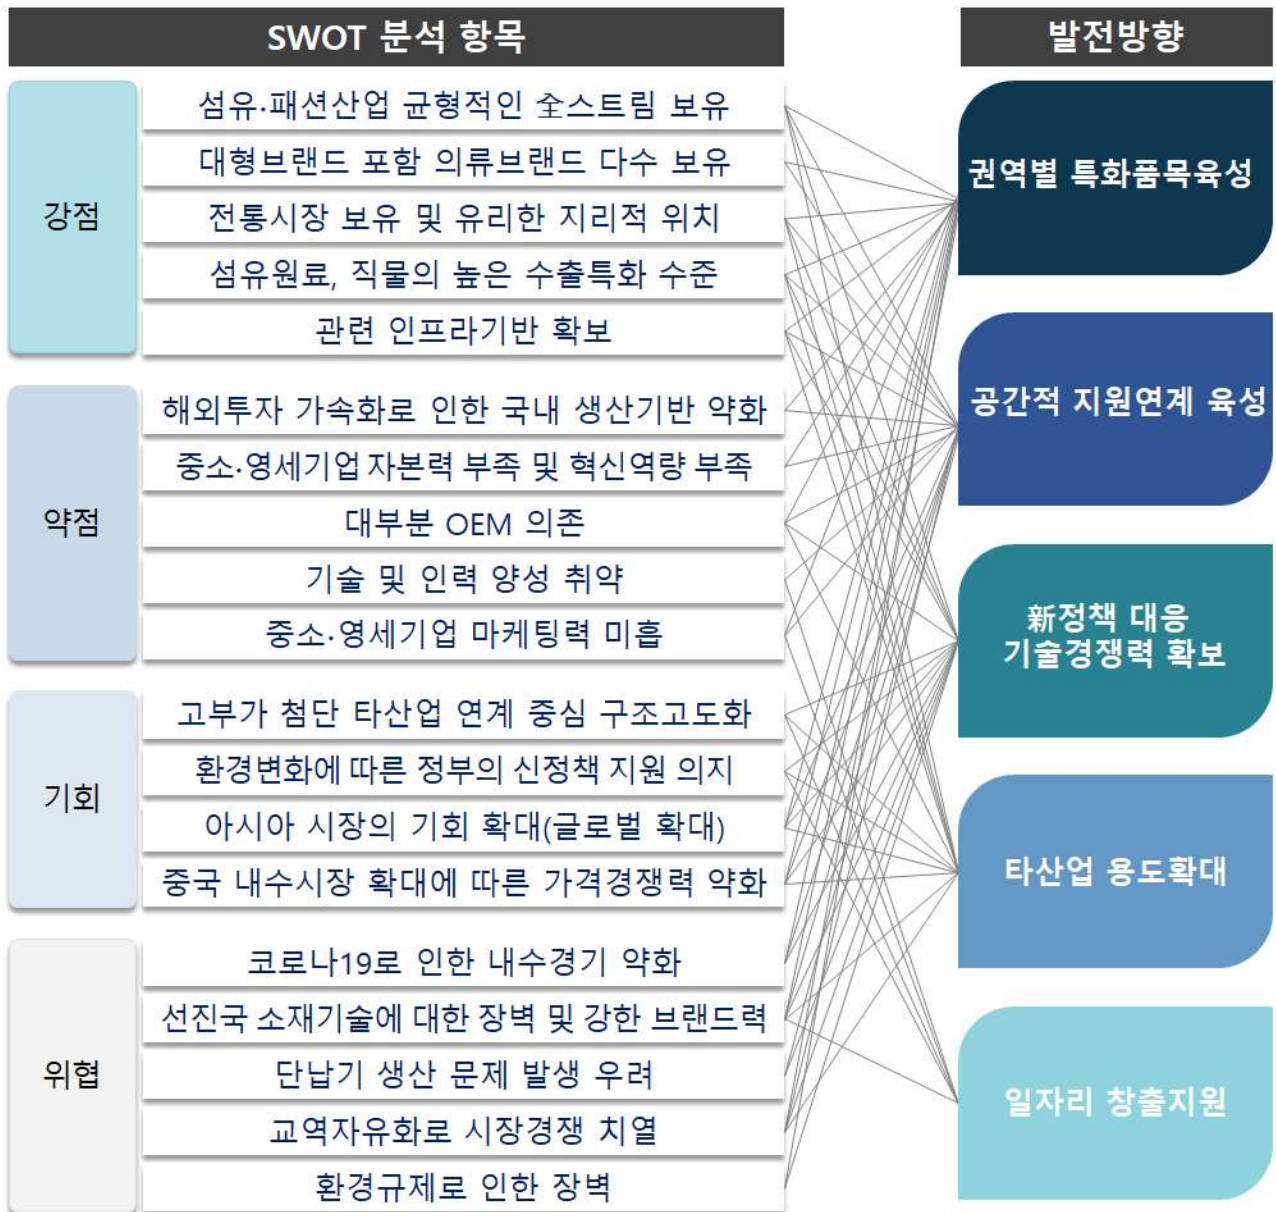 SWOT 분석 항목
발전방향
강점
섬유·패션산업 균형적인 全스트림 보유
대형브랜드 포함 의류브랜드 다수 보유
전통시장 보유 및 유리한 지리적 위치
섬유원료, 직물의 높은 수출특화 수준
관련 인프라기반 확보
약점
해외투자 가속화로 인한 국내 생산기반 약화
중소·영세기업 자본력 부족 및 혁신역량 부족
대부분 OEM 의존
기술 및 인력 양성 취약
중소·영세기업 마케팅력 미흡
기회
고부가 첨단 타산업 연계 중심 구조고도화
환경변화에 따른 정부의 신정책 지원 의지
아시아 시장의 기회 확대(글로벌 확대)
중국 내수시장 확대에 따른 가격경쟁력 약화
위협
코로나19로 인한 내수경기 약화
선진국 소재기술에 대한 장벽 및 강한 브랜드력
단납기 생산 문제 발생 우려
교역자유화로 시장경쟁 치열
환경규제로 인한 장벽
권역별 특화품목육성
공간적 지원연계 육성
新정책 대응
기술경쟁력 확보
타산업 용도확대
일자리 창출지원